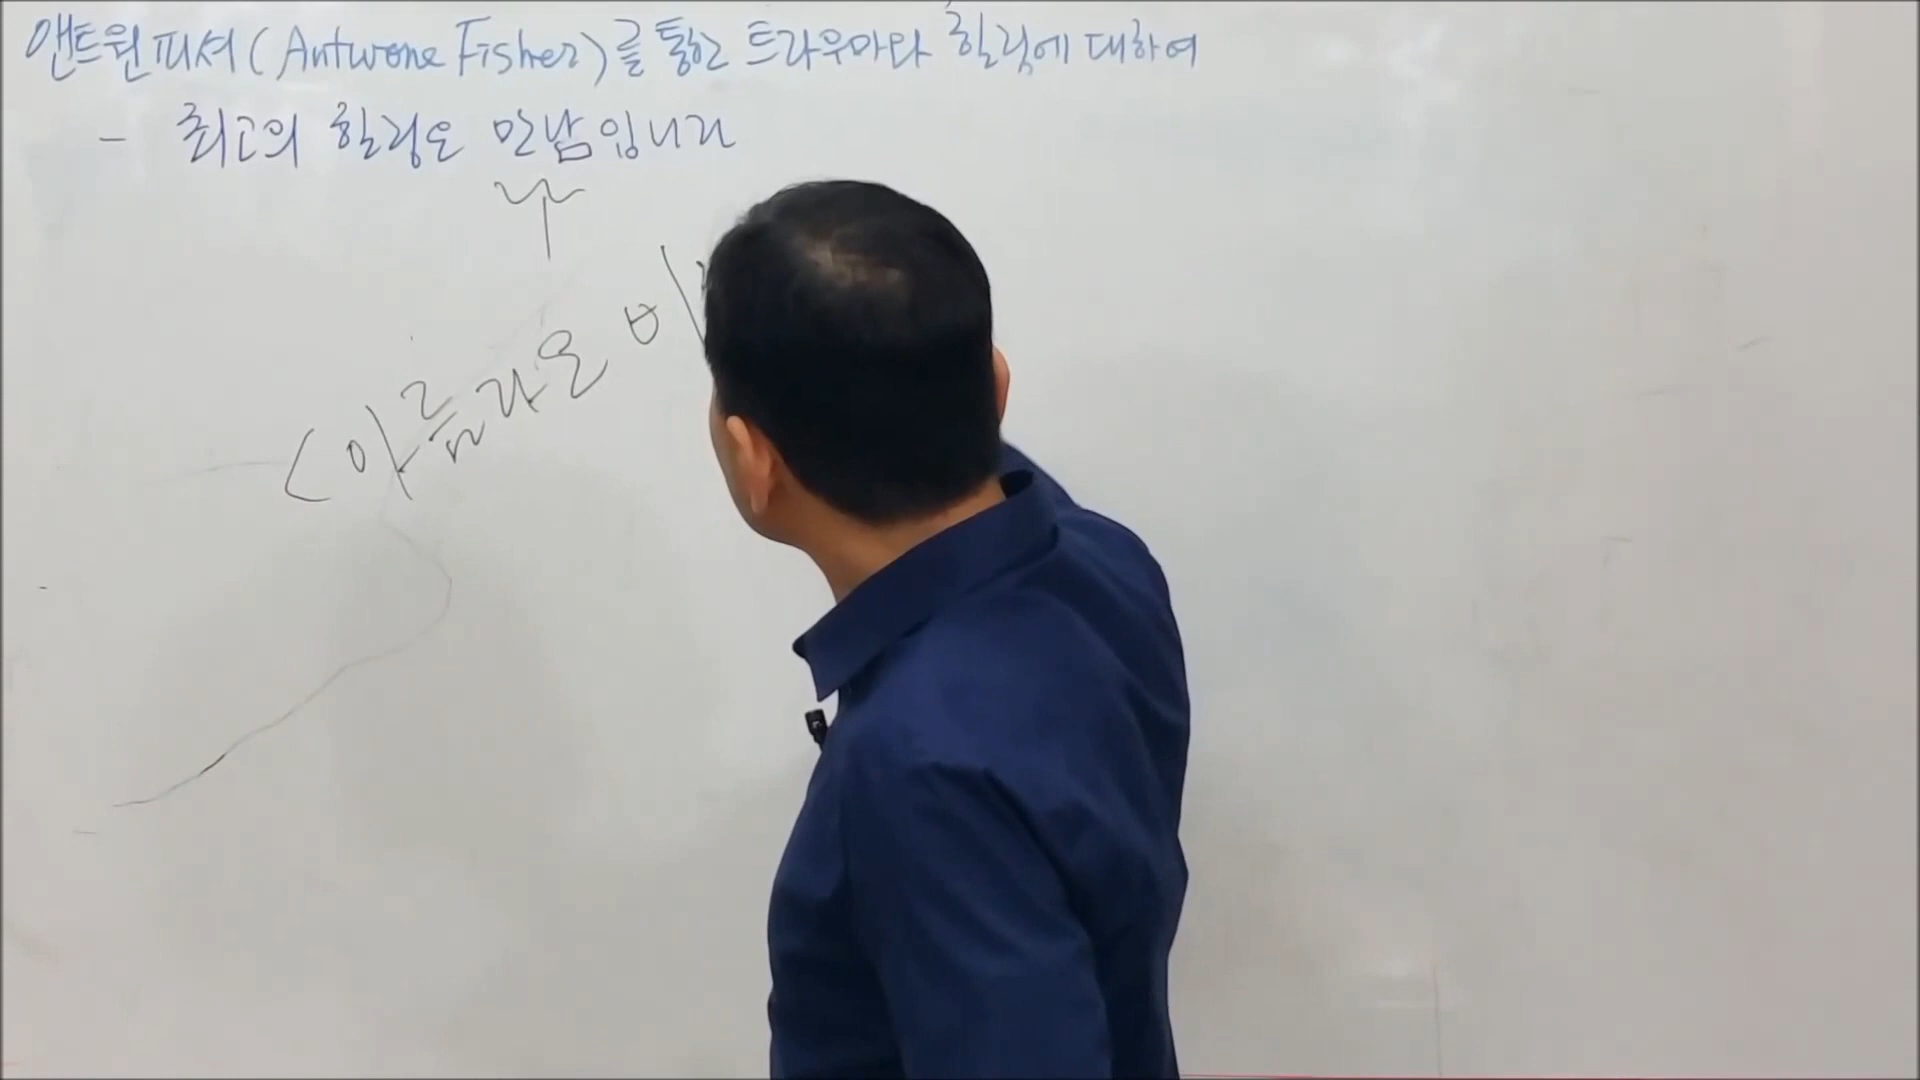 앤트원 피셔(Antwone Fisher)를 통한 트라우마와 힐링에 대하여
- 최고의 힐링은 만남입니다
<아름다운